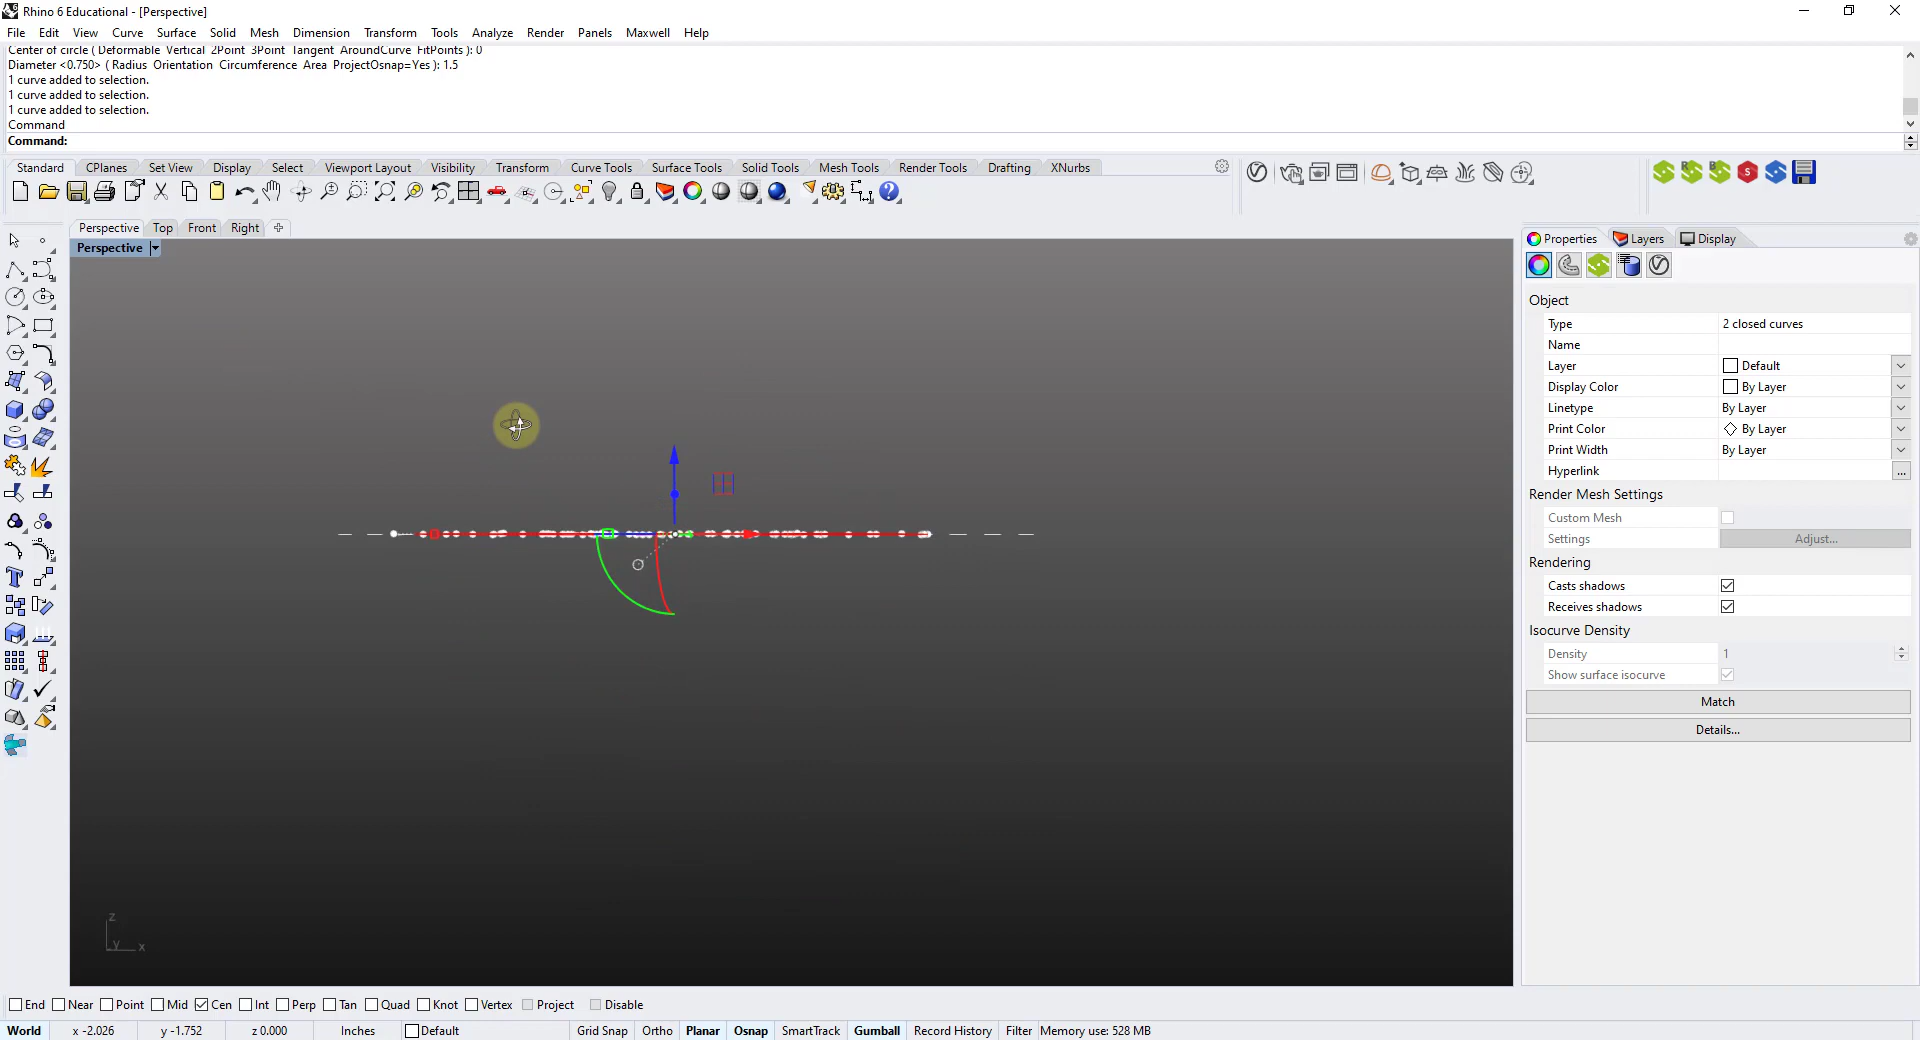 Rhino 6 Educational - [Perspective]
File Edit View Curve Surface Solid Mesh Dimension Transform Tools Analyze Render Panels Maxwell Help
Center of circle ( Deformable Vertical 2Point 3Point Tangent AroundCurve FitPoints ): 0
Diameter <0.750> ( Radius Orientation Circumference Area ProjectOsnap=Yes ): 1.5
1 curve added to selection.
1 curve added to selection.
1 curve added to selection.
Command
Command:
Standard CPlanes Set View Display Select Viewport Layout Visibility Transform Curve Tools Surface Tools Solid Tools Mesh Tools Render Tools Drafting XNurbs
Perspective Top Front Right
Perspective
Properties Layers Display
Object
Type 2 closed curves
Name
Layer Default
Display Color By Layer
Linetype By Layer
Print Color By Layer
Print Width By Layer
Hyperlink ...
Render Mesh Settings
Custom Mesh
Settings Adjust...
Rendering
Casts shadows
Receives shadows
Isocurve Density
Density 1
Show surface isocurve
Match
Details...
z
y x
End Near Point Mid Cen Int Perp Tan Quad Knot Vertex Project Disable
World x -2.026 y -1.752 z 0.000 Inches Default Grid Snap Ortho Planar Osnap SmartTrack Gumball Record History Filter Memory use: 528 MB